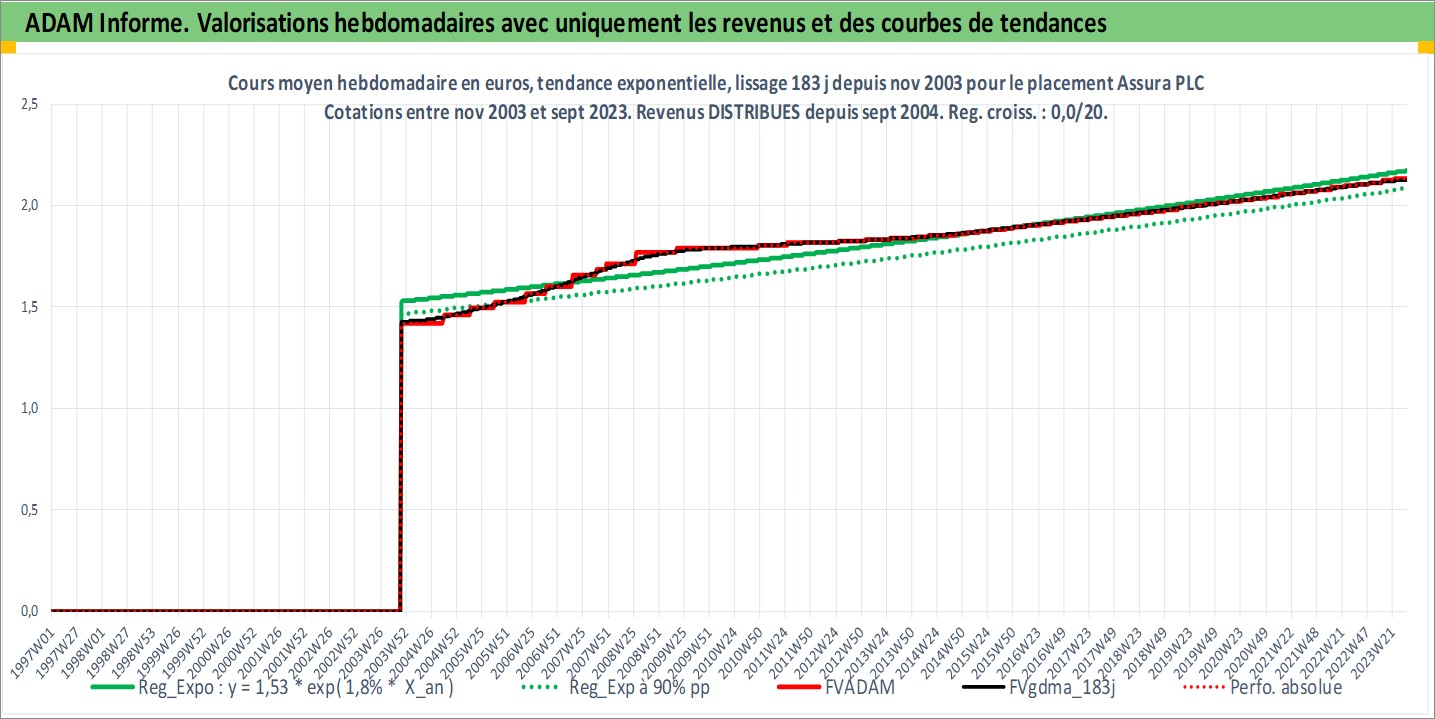 ADAM Informe. Valorisations hebdomadaires avec uniquement les revenus et des courbes de tendances
Cours moyen hebdomadaire en euros, tendance exponentielle, lissage 183 j depuis nov 2003 pour le placement Assura PLC
Cotations entre nov 2003 et sept 2023. Revenus DISTRIBUES depuis sept 2004. Reg. croiss. : 0,0/20.
2,5
2,0
1,5
1,0
0,5
0,0
1997W01 1997W27 1998W01 1998W27 1998W53 1999W26 1999W52 2000W26 2000W52 2001W26 2001W52 2002W26 2002W52 2003W26 2003W52 2004W26 2004W52 2005W25 2005W51 2006W25 2006W51 2007W25 2007W51 2008W25 2008W51 2009W25 2009W51 2010W24 2010W50 2011W24 2011W50 2012W24 2012W50 2013W24 2013W50 2014W24 2014W50 2015W24 2015W50 2016W23 2016W49 2017W23 2017W49 2018W23 2018W49 2019W23 2019W49 2020W23 2020W49 2021W22 2021W48 2022W21 2022W47 2023W21
Reg_Expo : y = 1,53 * exp( 1,8% * X_an ) Reg_Exp à 90% pp FVADAM FVgdma_183j Perfo. absolue